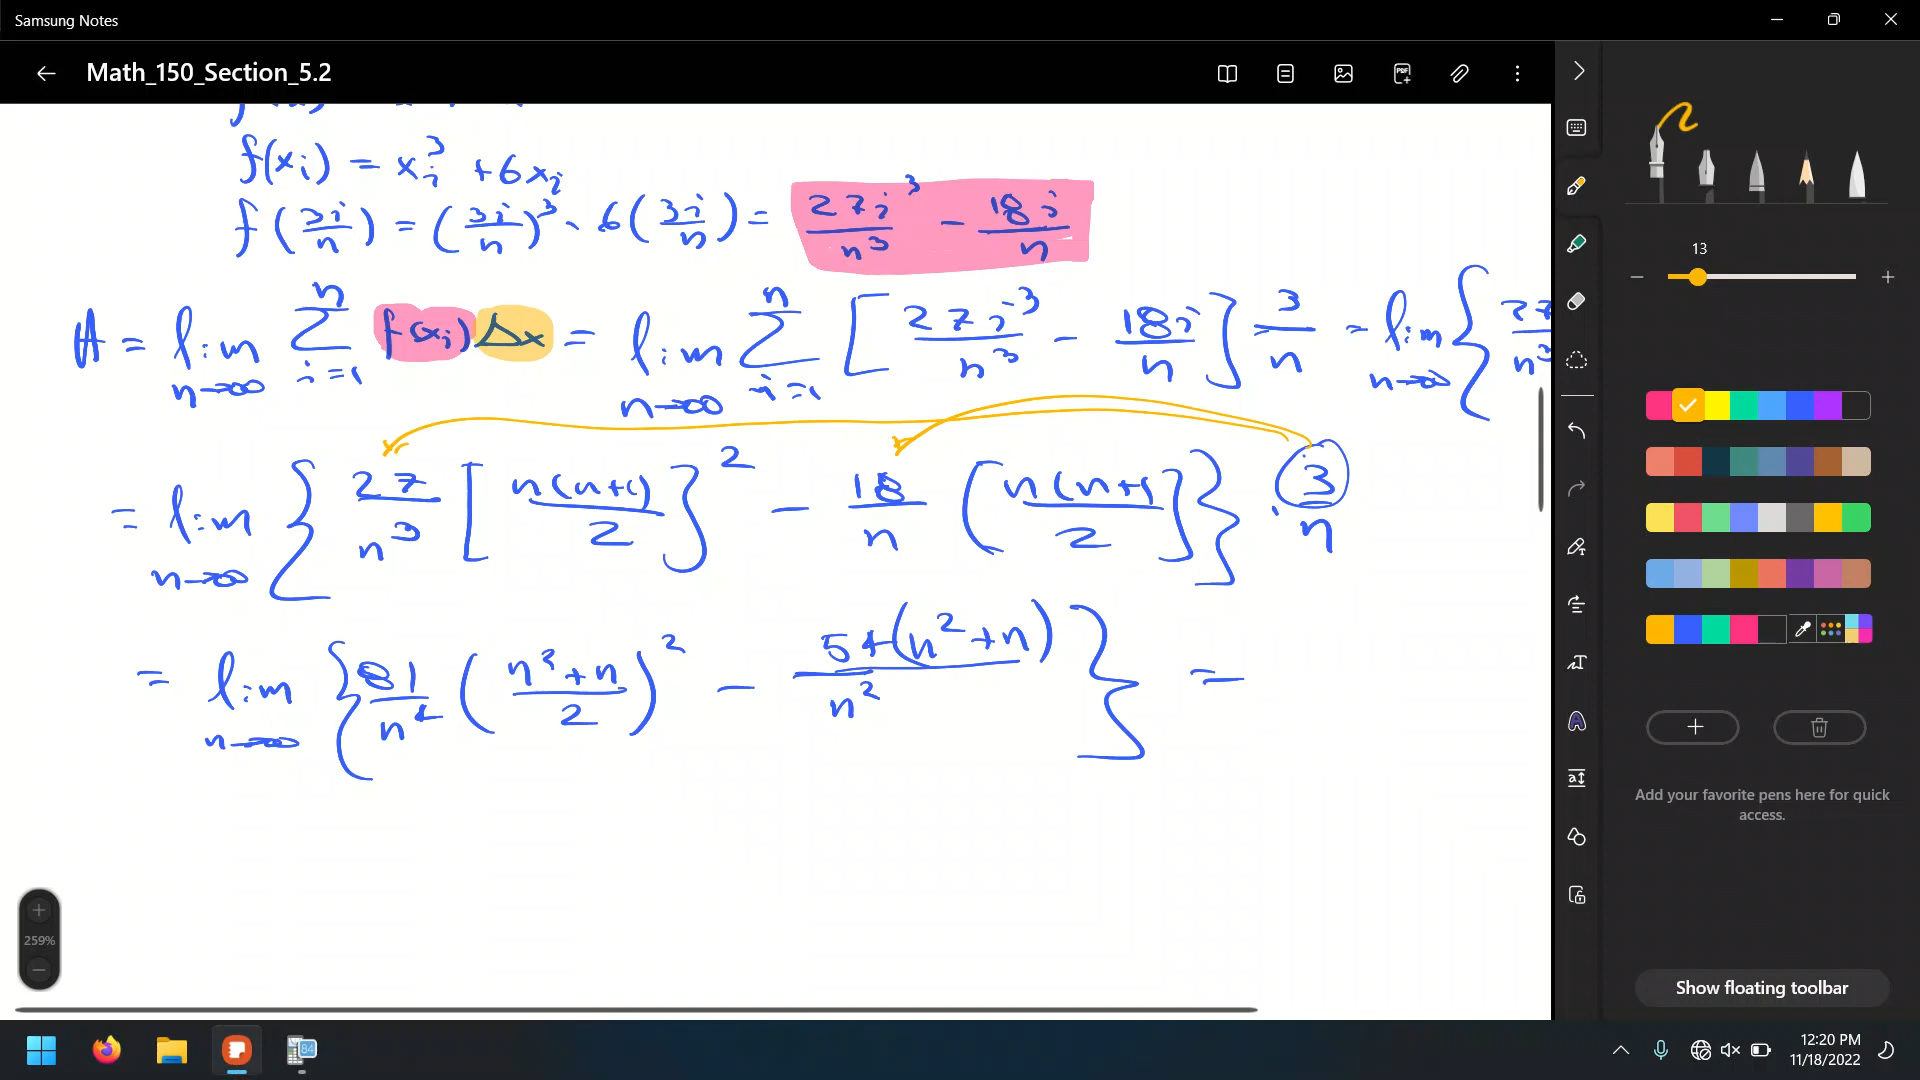 Samsung Notes
Math_150_Section_5.2
f(xᵢ) = xᵢ³ + 6xᵢ
f(3i/n) = (3i/n)³ - 6(3i/n) = 27i³/n³ - 18i/n
A = lim n→∞ Σ i=1 n f(xᵢ)Δx = lim n→∞ Σ i=1 n [27i³/n³ - 18i/n] 3/n = lim n→∞ { 27/n³
= lim n→∞ { 27/n³ [n(n+1)/2]² - 18/n (n(n+1)/2] } · 3/n
= lim n→∞ { 81/n⁴ (n²+n/2)² - 54(n²+n)/n² } =
13
Add your favorite pens here for quick
access.
259%
Show floating toolbar
12:20 PM
11/18/2022